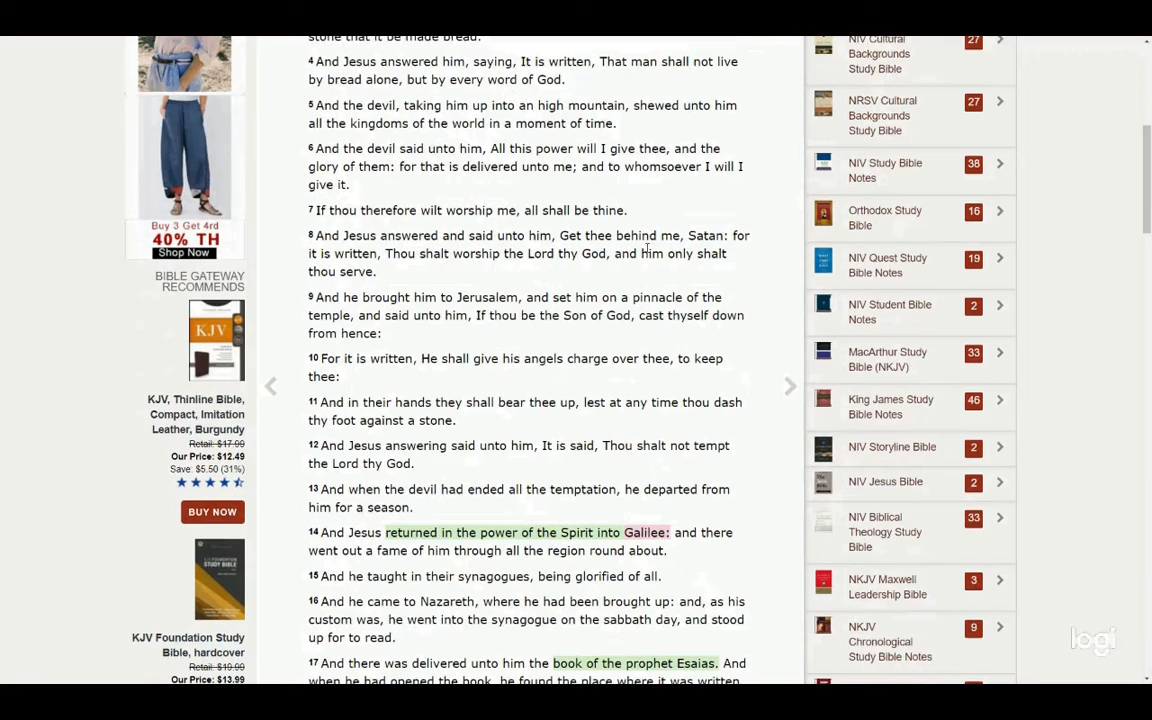 stone that it be made bread.
4 And Jesus answered him, saying, It is written, That man shall not live
by bread alone, but by every word of God.
5 And the devil, taking him up into an high mountain, shewed unto him
all the kingdoms of the world in a moment of time.
6 And the devil said unto him, All this power will I give thee, and the
glory of them: for that is delivered unto me; and to whomsoever I will I
give it.
7 If thou therefore wilt worship me, all shall be thine.
8 And Jesus answered and said unto him, Get thee behind me, Satan: for
it is written, Thou shalt worship the Lord thy God, and him only shalt
thou serve.
9 And he brought him to Jerusalem, and set him on a pinnacle of the
temple, and said unto him, If thou be the Son of God, cast thyself down
from hence:
10 For it is written, He shall give his angels charge over thee, to keep
thee:
11 And in their hands they shall bear thee up, lest at any time thou dash
thy foot against a stone.
12 And Jesus answering said unto him, It is said, Thou shalt not tempt
the Lord thy God.
13 And when the devil had ended all the temptation, he departed from
him for a season.
14 And Jesus returned in the power of the Spirit into Galilee: and there
went out a fame of him through all the region round about.
15 And he taught in their synagogues, being glorified of all.
16 And he came to Nazareth, where he had been brought up: and, as his
custom was, he went into the synagogue on the sabbath day, and stood
up for to read.
17 And there was delivered unto him the book of the prophet Esaias. And
when he had opened the book, he found the place where it was written
Buy 3 Get 4rd
40% TH
Shop Now
BIBLE GATEWAY
RECOMMENDS
KJV
KJV, Thinline Bible,
Compact, Imitation
Leather, Burgundy
Retail: $17.99
Our Price: $12.49
Save: $5.50 (31%)
BUY NOW
KJV Foundation Study
Bible, hardcover
Retail: $19.99
Our Price: $13.99
NIV Cultural 27
Backgrounds
Study Bible
NRSV Cultural 27
Backgrounds
Study Bible
NIV Study Bible 38
Notes
Orthodox Study 16
Bible
NIV Quest Study 19
Bible Notes
NIV Student Bible 2
Notes
MacArthur Study 33
Bible (NKJV)
King James Study 46
Bible Notes
NIV Storyline Bible 2
NIV Jesus Bible 2
NIV Biblical 33
Theology Study
Bible
NKJV Maxwell 3
Leadership Bible
NKJV 9
Chronological
Study Bible Notes
logi